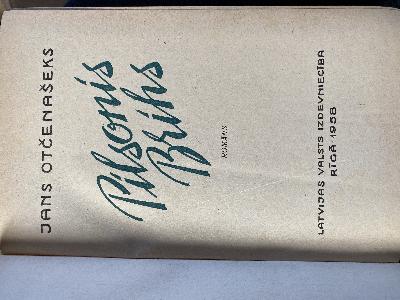 JANS OTČENAŠEKS
Pilsonis
Brihs
ROMĀNS
LATVIJAS VALSTS IZDEVNIECĪBA
RĪGĀ 1958